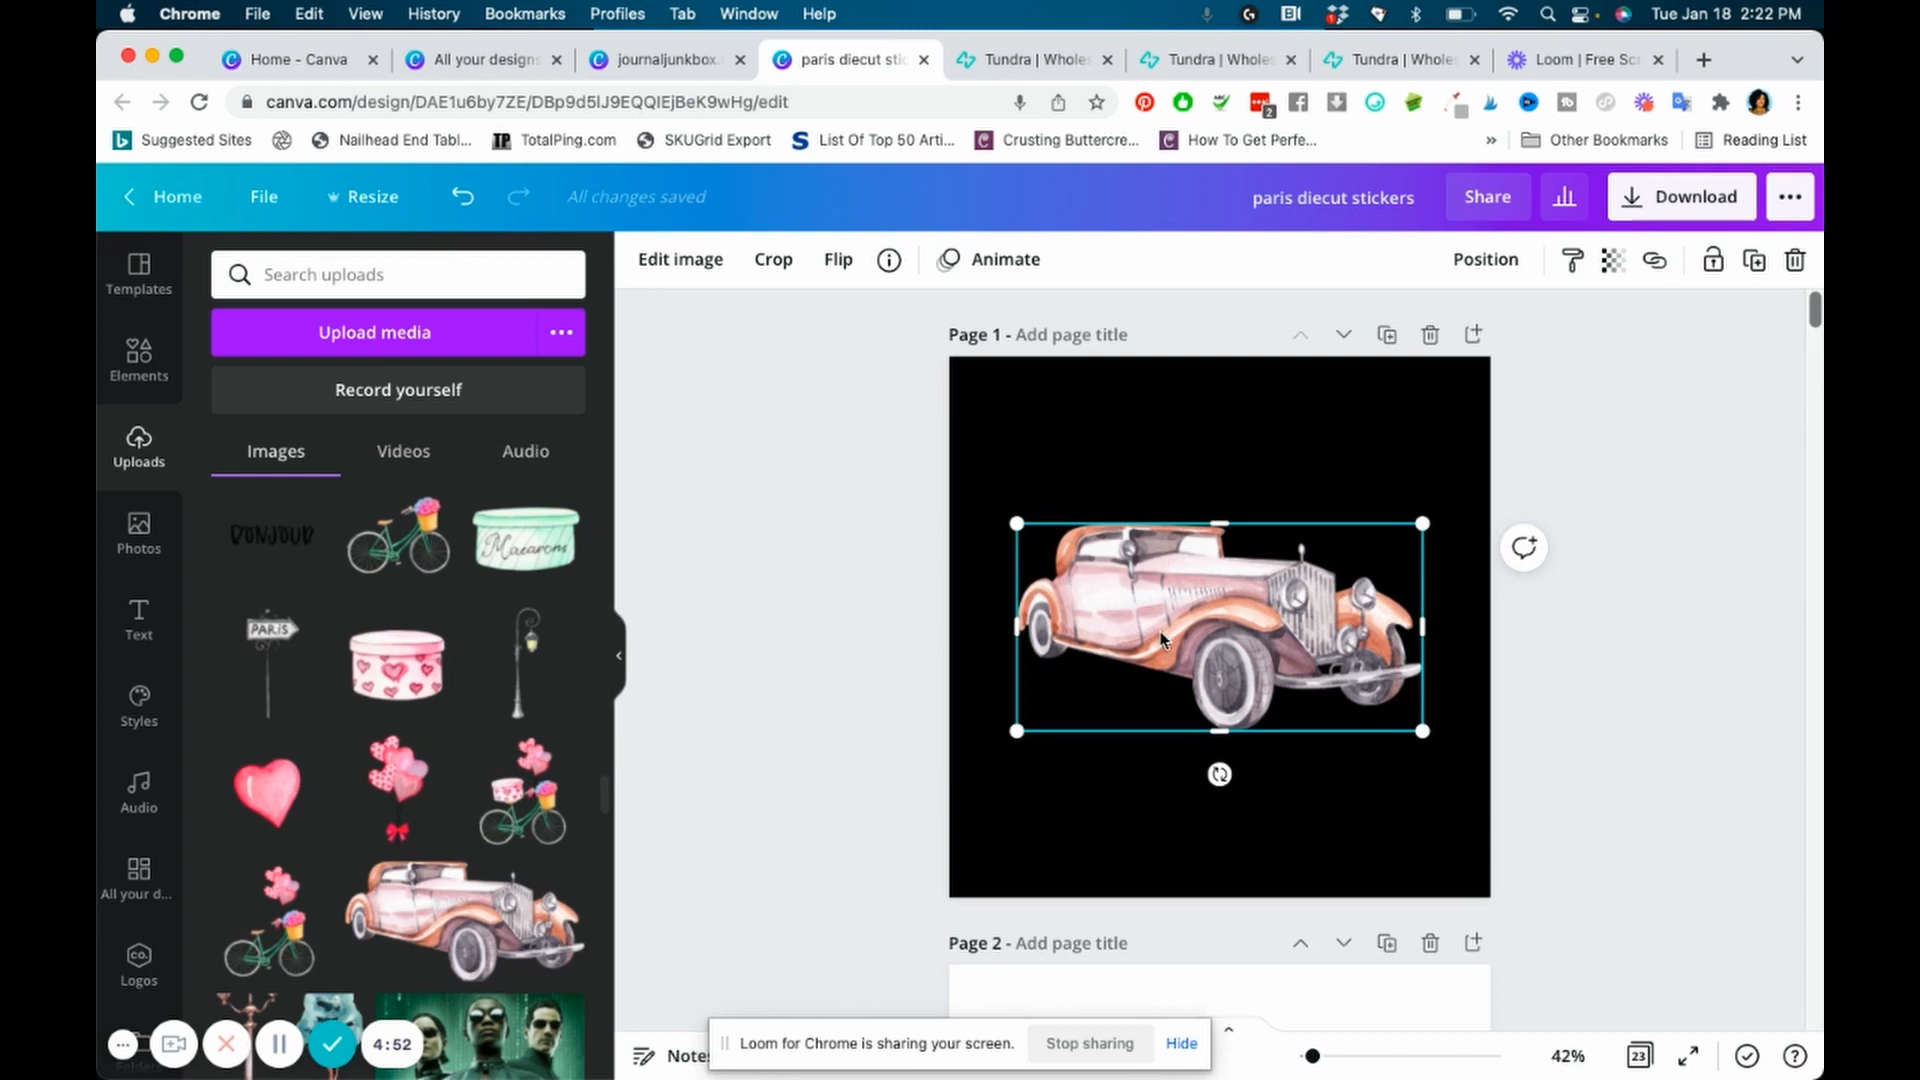 Chrome File Edit View History Bookmarks Profiles Tab Window Help Tue Jan 18 2:22 PM
Home - Canva All your designs journaljunkbox. paris diecut stic Tundra | Wholes Tundra | Wholes Tundra | Wholes Loom | Free Scr
canva.com/design/DAE1u6by7ZE/DBp9d5IJ9EQQIEjBeK9wHg/edit
Suggested Sites Nailhead End Tabl... TotalPing.com SKUGrid Export List Of Top 50 Arti... Crusting Buttercre... How To Get Perfe... » Other Bookmarks Reading List
Home File Resize All changes saved paris diecut stickers Share Download
Templates
Elements
Uploads
Photos
Text
Styles
Audio
All your d...
Logos
Search uploads
Upload media
Record yourself
Images Videos Audio
BONJOUR
Macarons
PARIS
4:52
Edit image Crop Flip Animate Position
Page 1 - Add page title
Page 2 - Add page title
Loom for Chrome is sharing your screen. Stop sharing Hide
Notes 42% 23